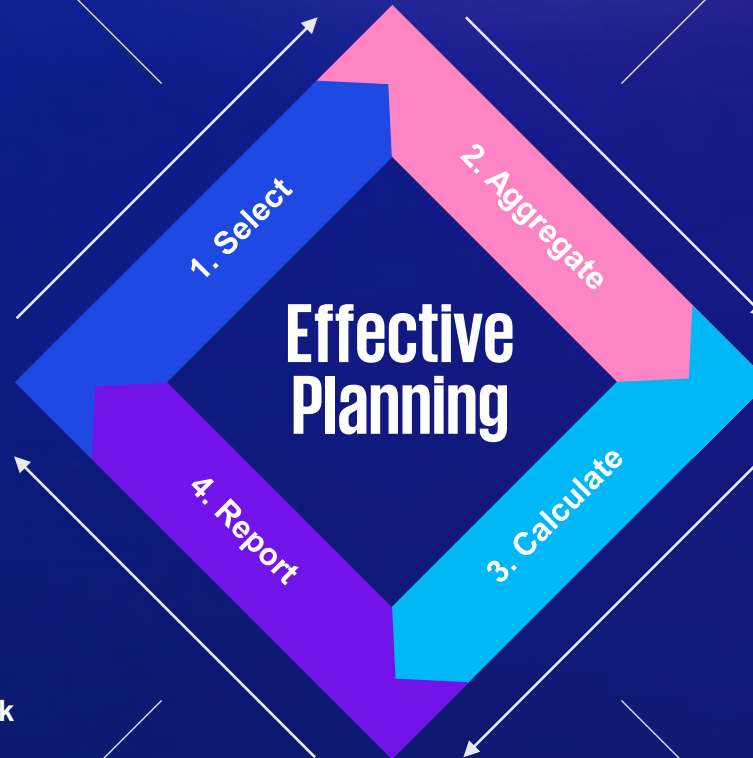 1. Select
2. Aggregate
Effective
Planning
4. Report
3. Calculate
k